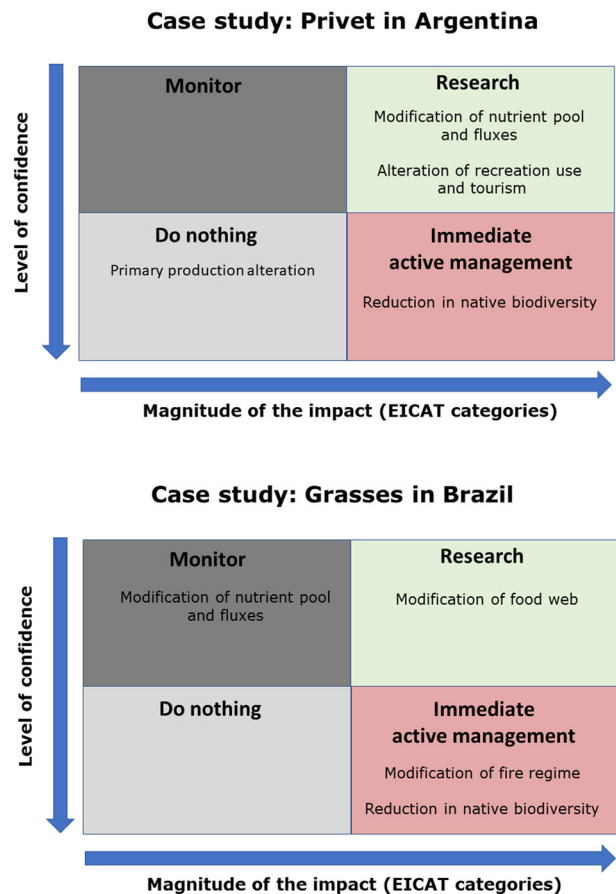 Case study: Privet in Argentina
Level of confidence
Monitor
Research
Modification of nutrient pool
and fluxes
Alteration of recreation use
and tourism
Do nothing
Primary production alteration
Immediate
active management
Reduction in native biodiversity
Magnitude of the impact (EICAT categories)
Case study: Grasses in Brazil
Level of confidence
Monitor
Modification of nutrient pool
and fluxes
Research
Modification of food web
Do nothing
Immediate
active management
Modification of fire regime
Reduction in native biodiversity
Magnitude of the impact (EICAT categories)